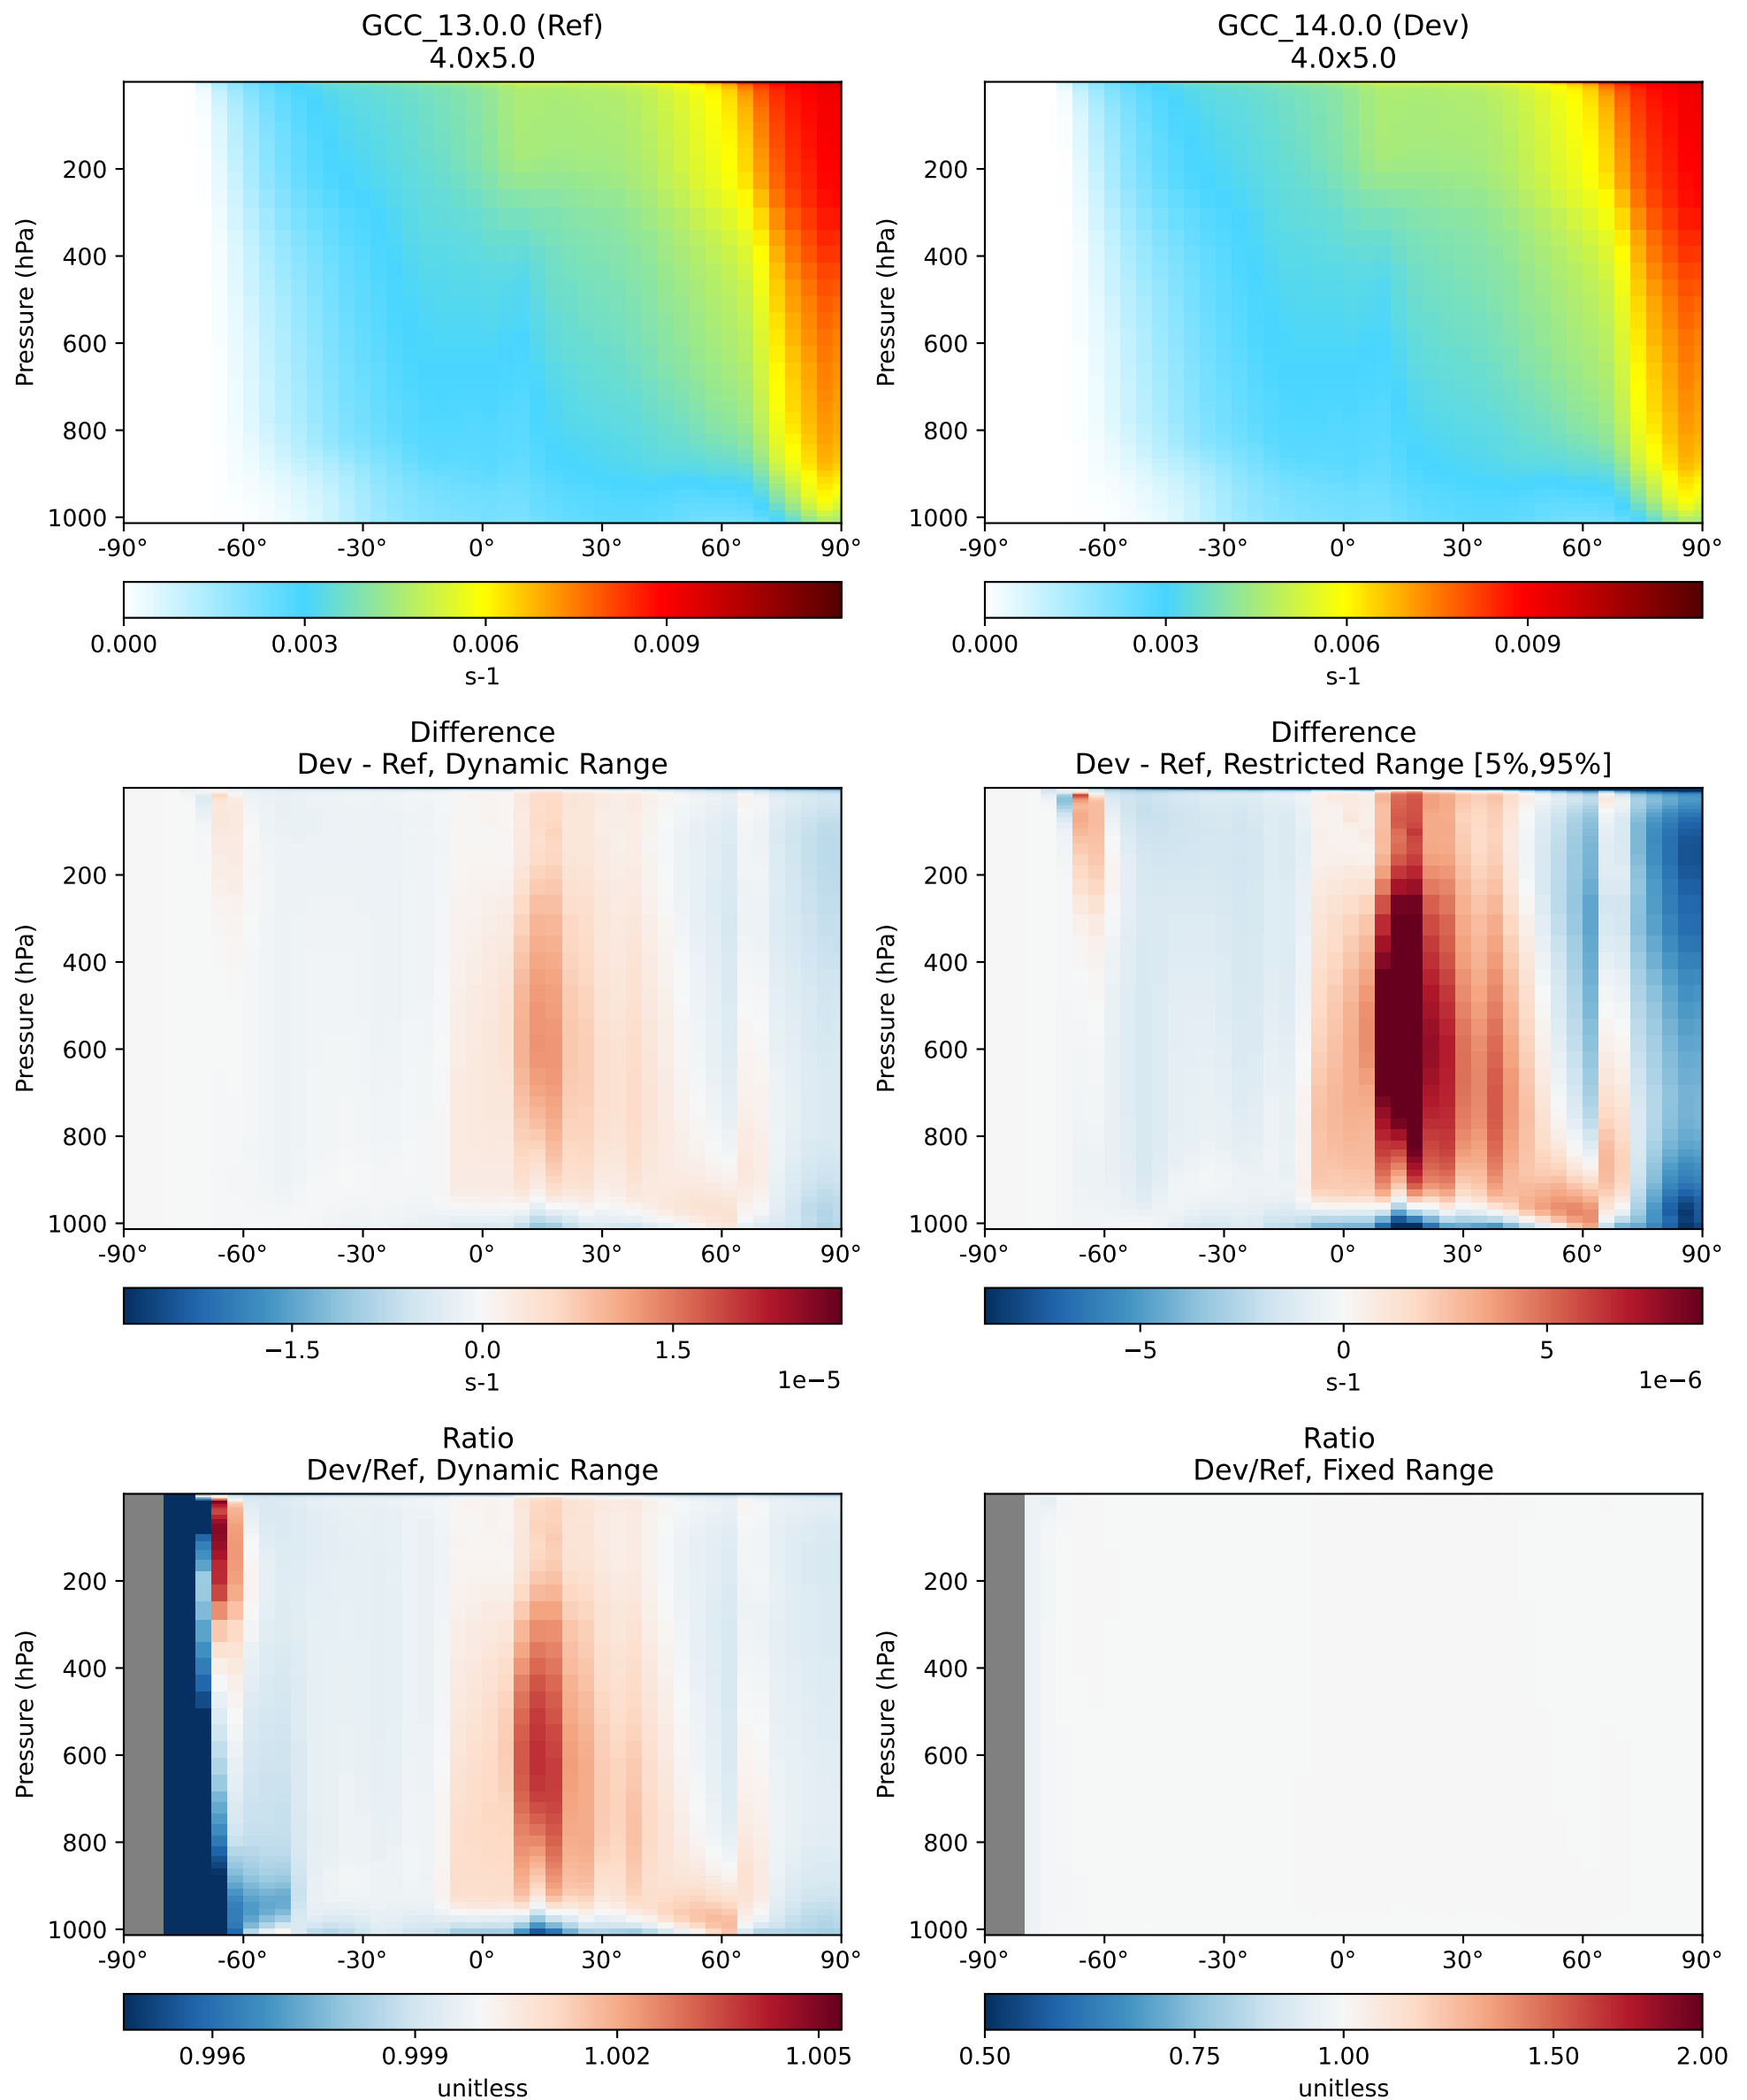 GCC_13.0.0 (Ref)
4.0x5.0
GCC_14.0.0 (Dev)
4.0x5.0
Pressure (hPa)
200
400
600
800
1000
-90° -60° -30° 0° 30° 60° 90°
0.000 0.003 0.006 0.009
s-1
Pressure (hPa)
200
400
600
800
1000
-90° -60° -30° 0° 30° 60° 90°
0.000 0.003 0.006 0.009
s-1
Difference
Dev - Ref, Dynamic Range
Pressure (hPa)
200
400
600
800
1000
-90° -60° -30° 0° 30° 60° 90°
−1.5 0.0 1.5
s-1 1e−5
Difference
Dev - Ref, Restricted Range [5%,95%]
Pressure (hPa)
200
400
600
800
1000
-90° -60° -30° 0° 30° 60° 90°
−5 0 5
s-1 1e−6
Ratio
Dev/Ref, Dynamic Range
Pressure (hPa)
200
400
600
800
1000
-90° -60° -30° 0° 30° 60° 90°
0.996 0.999 1.002 1.005
unitless
Ratio
Dev/Ref, Fixed Range
Pressure (hPa)
200
400
600
800
1000
-90° -60° -30° 0° 30° 60° 90°
0.50 0.75 1.00 1.50 2.00
unitless